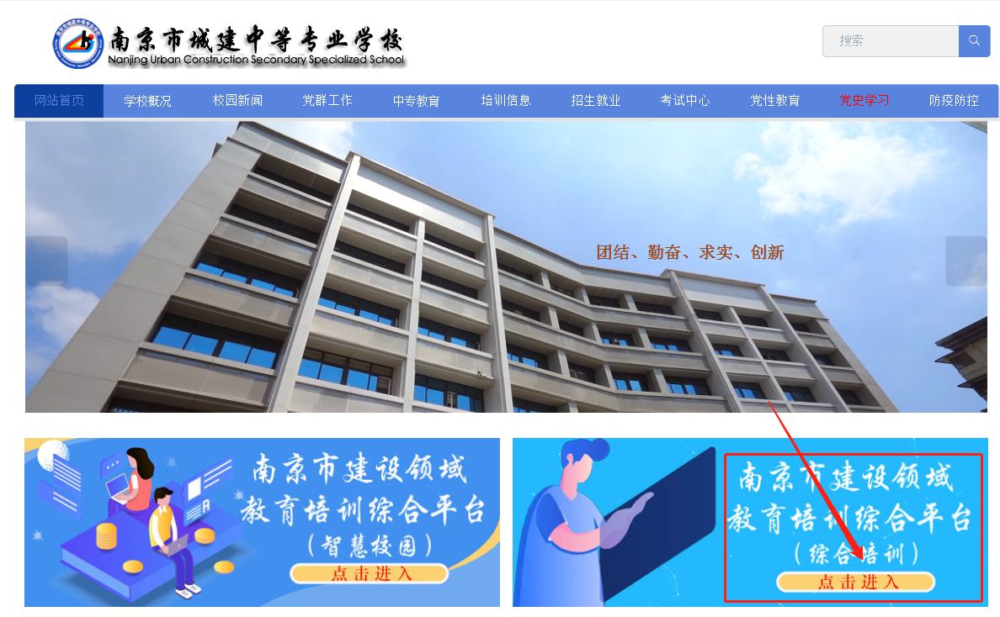 南京市城建中等专业学校
Nanjing Urban Construction Secondary Specialized School
搜索
网站首页 学校概况 校园新闻 党群工作 中专教育 培训信息 招生就业 考试中心 党性教育 党史学习 防疫防控
团结、勤奋、求实、创新
南京市建设领域
教育培训综合平台
（智慧校园）
点击进入
南京市建设领域
教育培训综合平台
（综合培训）
点击进入